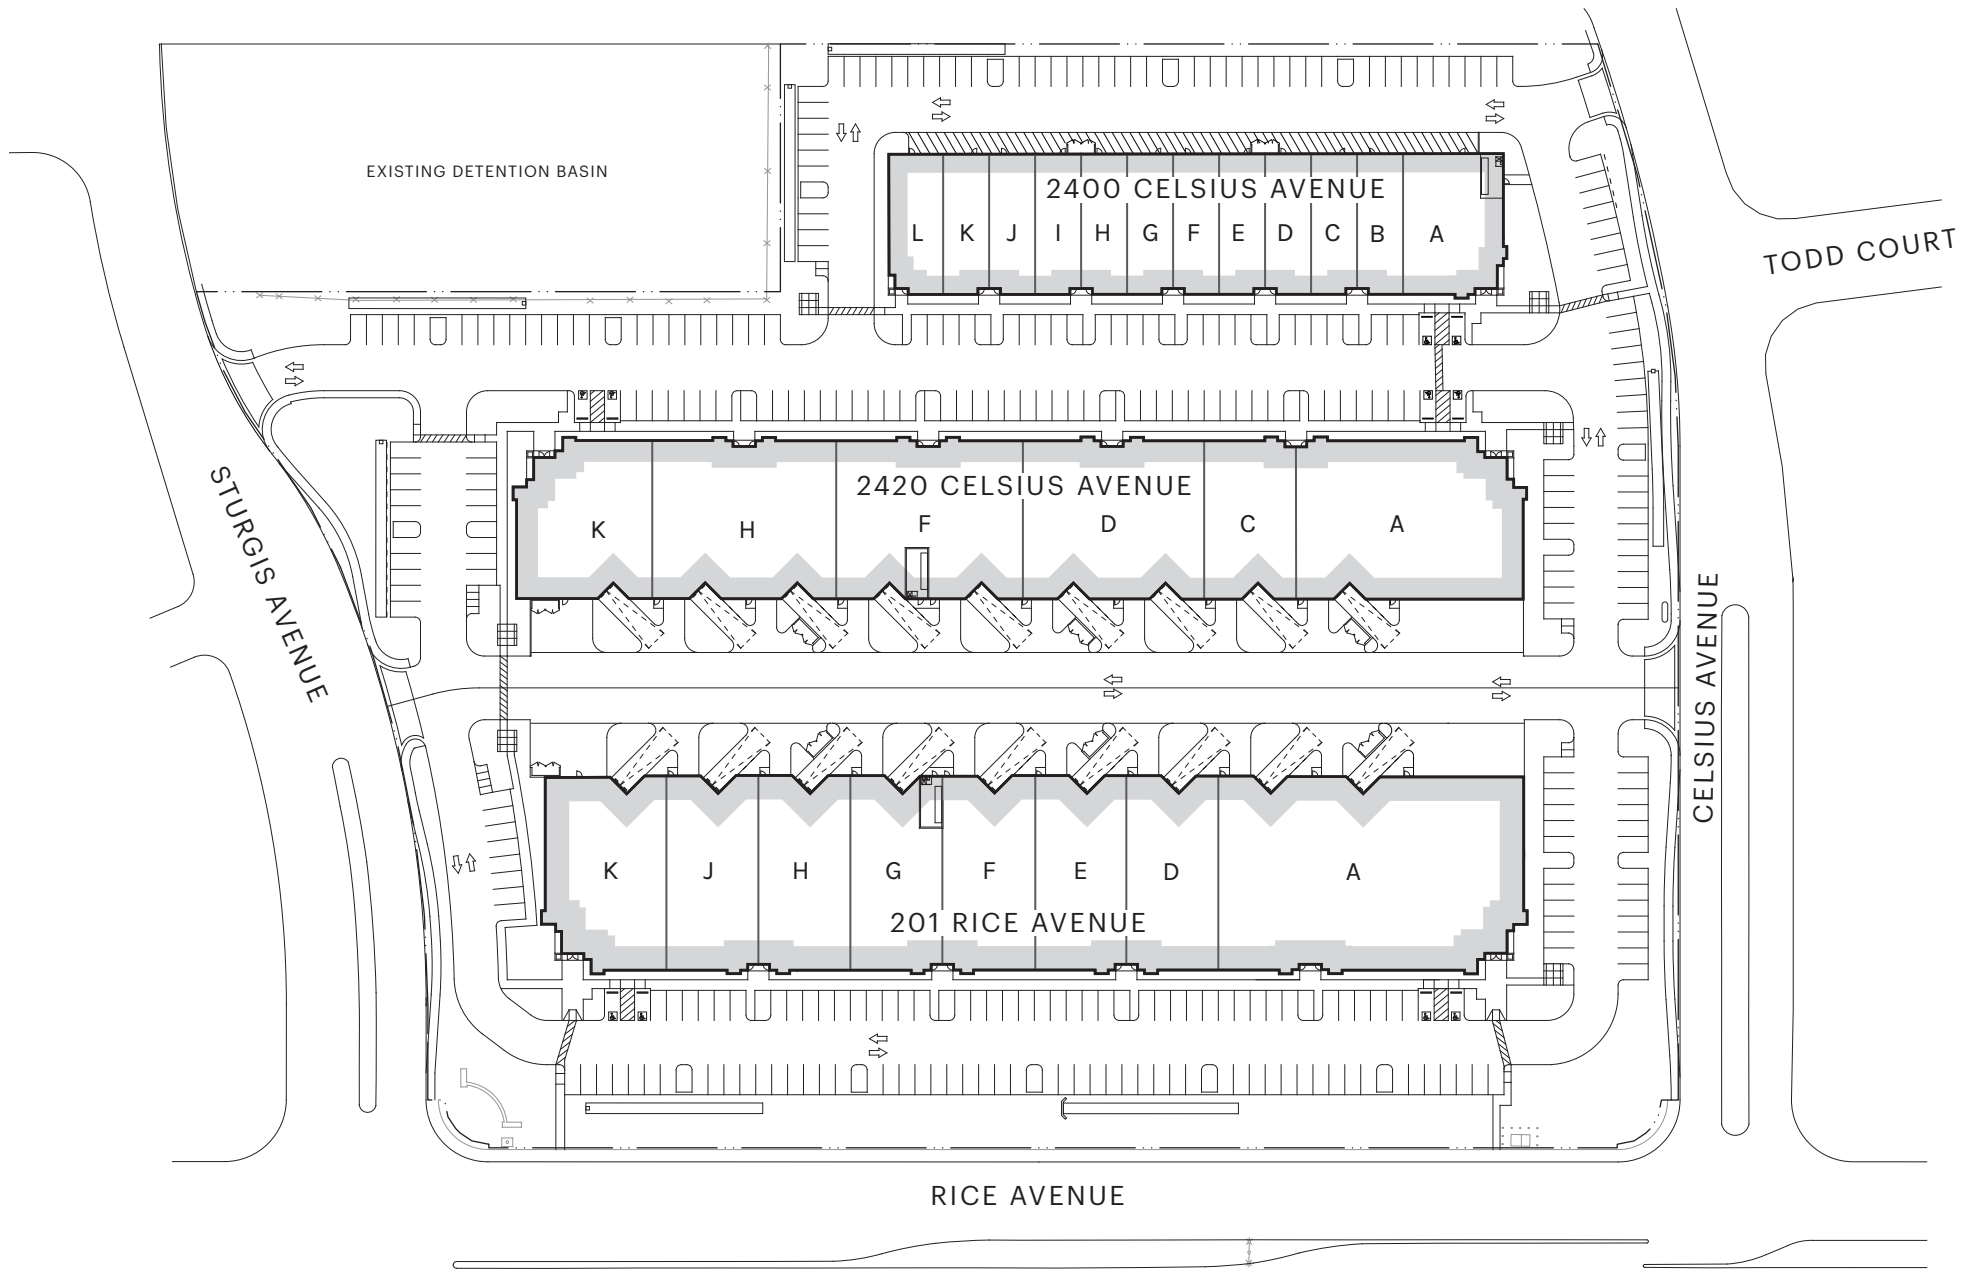 EXISTING DETENTION BASIN
2400 CELSIUS AVENUE
L K J I H G F E D C B A
TODD COURT
2420 CELSIUS AVENUE
K H F D C A
STURGIS AVENUE
CELSIUS AVENUE
K J H G F E D A
201 RICE AVENUE
RICE AVENUE